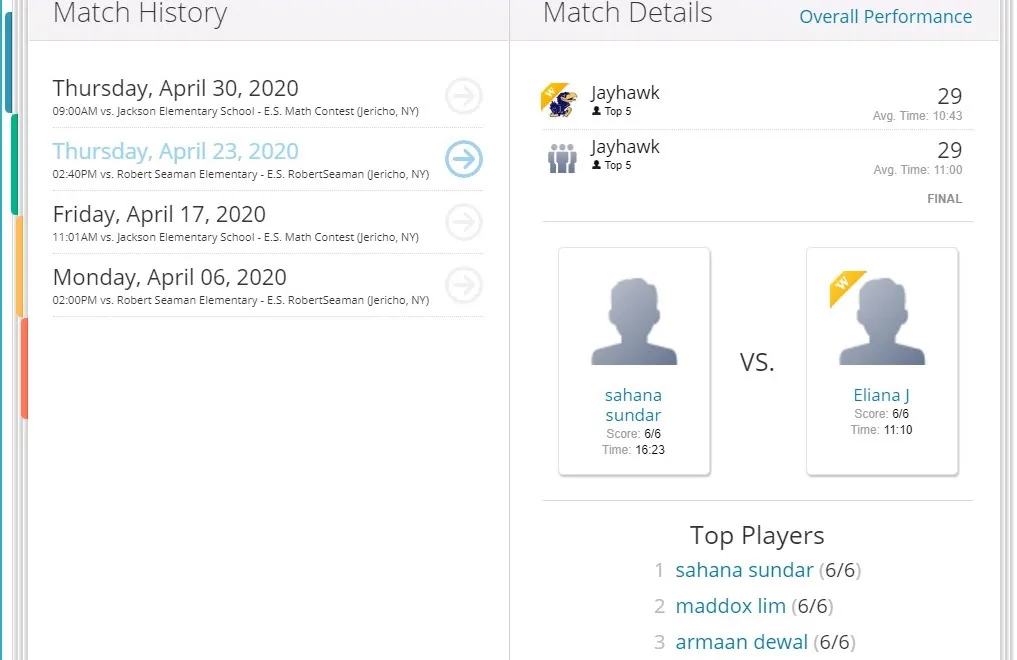 Match History
Thursday, April 30, 2020
09:00AM vs. Jackson Elementary School - E.S. Math Contest (Jericho, NY)
Thursday, April 23, 2020
02:40PM vs. Robert Seaman Elementary - E.S. RobertSeaman (Jericho, NY)
Friday, April 17, 2020
11:01AM vs. Jackson Elementary School - E.S. Math Contest (Jericho, NY)
Monday, April 06, 2020
02:00PM vs. Robert Seaman Elementary - E.S. RobertSeaman (Jericho, NY)
Match Details
Overall Performance
W
Jayhawk
29
Top 5
Avg. Time: 10:43
Jayhawk
29
Top 5
Avg. Time: 11:00
FINAL
sahana
sundar
Score: 6/6
Time: 16:23
VS.
W
Eliana J
Score: 6/6
Time: 11:10
Top Players
1 sahana sundar (6/6)
2 maddox lim (6/6)
3 armaan dewal (6/6)